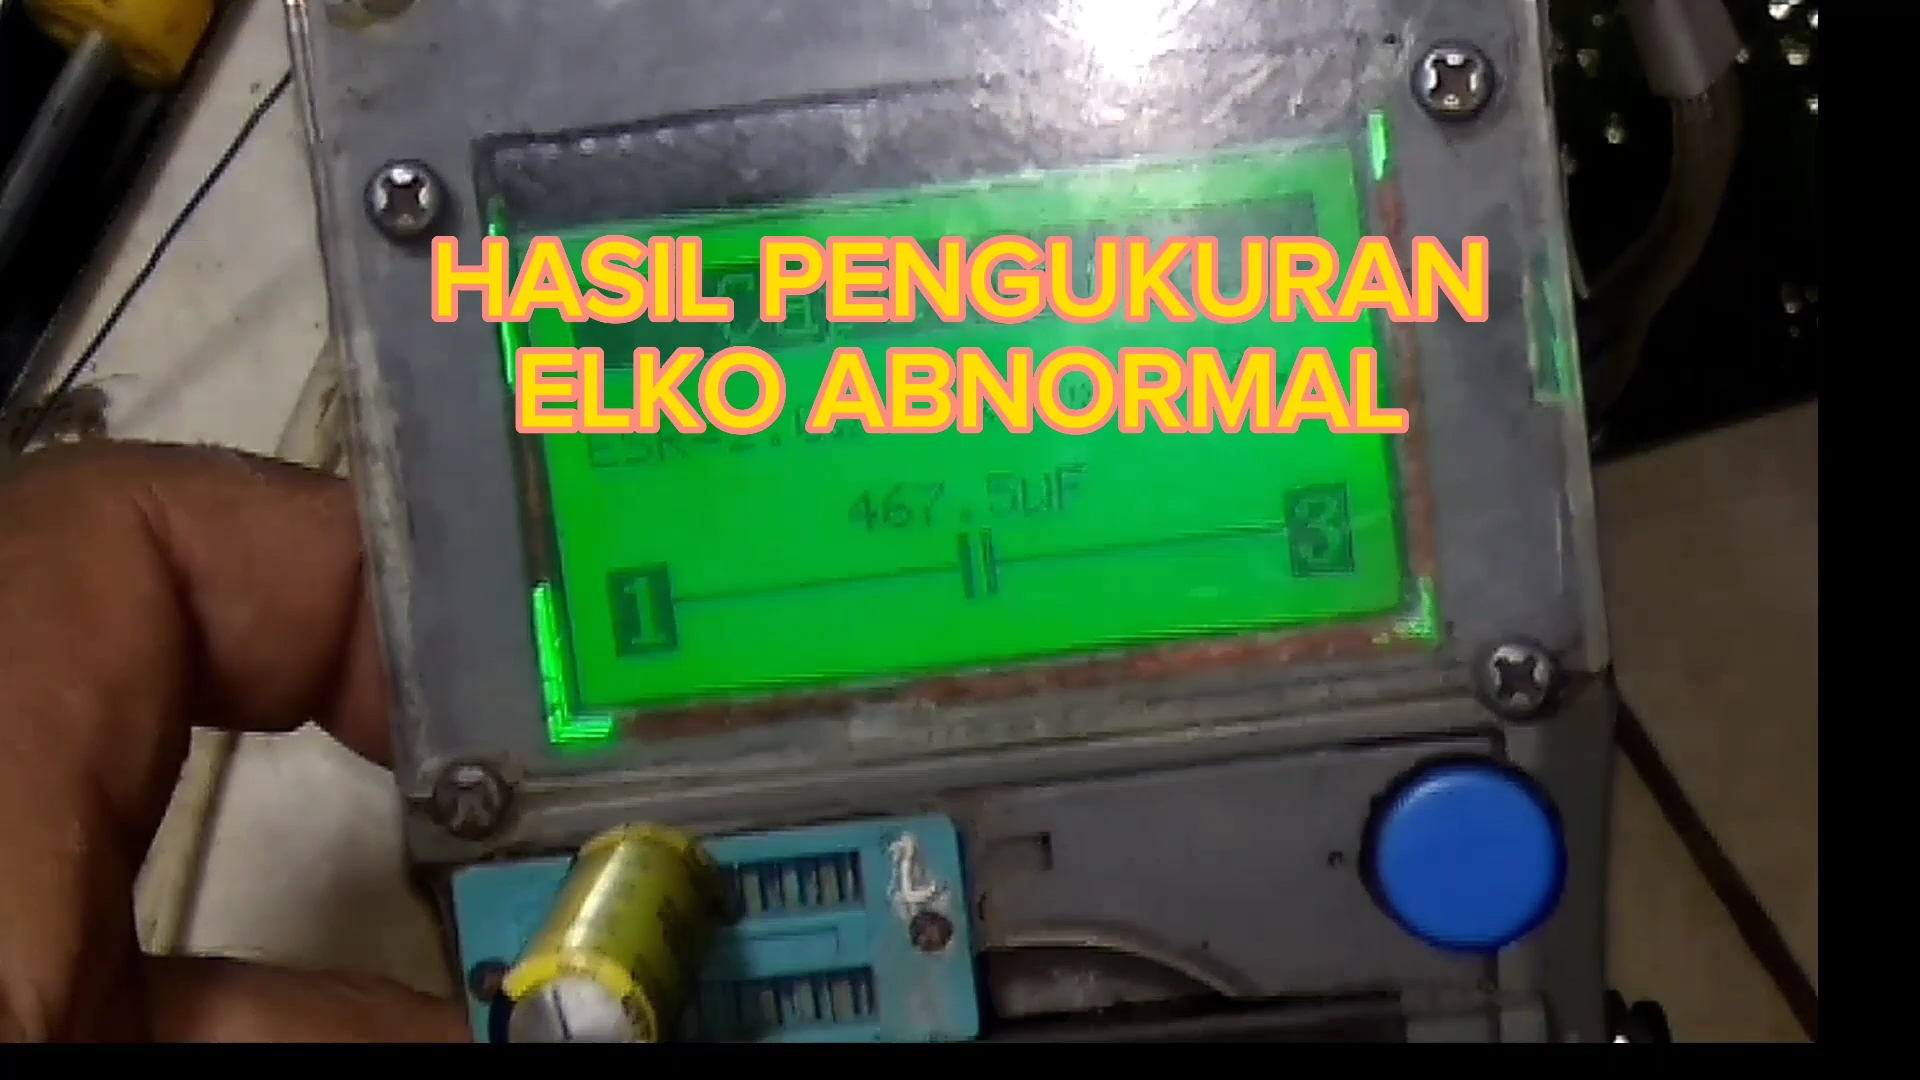 HASIL PENGUKURAN
ELKO ABNORMAL
467.5uF
1
3